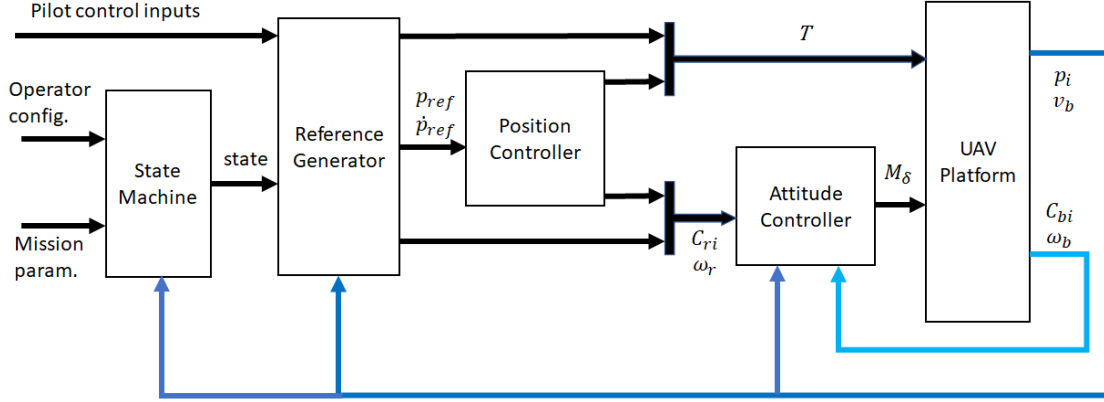 Pilot control inputs
Operator
config.
Mission
param.
State
Machine
state
Reference
Generator
p_ref
ṗ_ref
Position
Controller
T
C_ri
ω_r
Attitude
Controller
M_δ
UAV
Platform
p_i
v_b
C_bi
ω_b